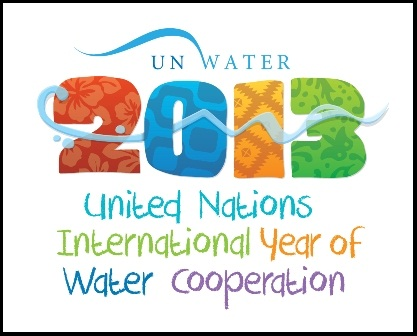 UN WATER
2013
United Nations
International Year of
Water Cooperation